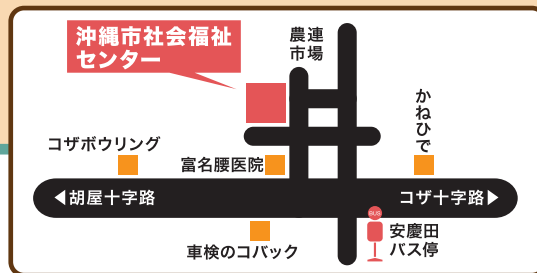 沖縄市社会福祉
センター
農連
市場
かねひで
コザボウリング
富名腰医院
◀胡屋十字路
コザ十字路▶
BUS
安慶田
バス停
車検のコバック